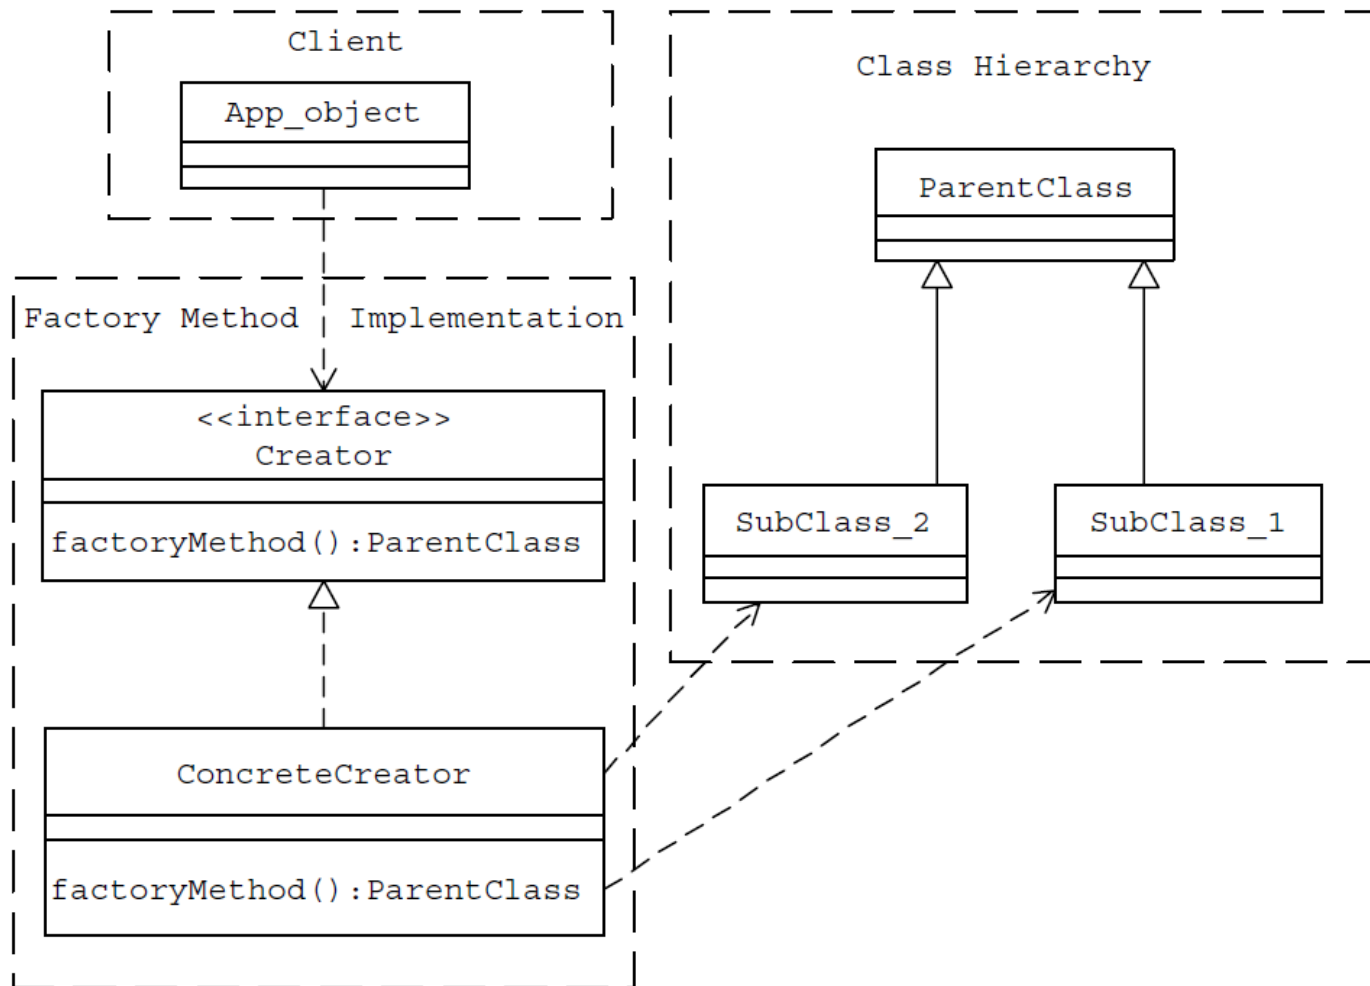 Client
App_object
Factory Method Implementation
<<interface>>
Creator
factoryMethod():ParentClass
ConcreteCreator
factoryMethod():ParentClass
Class Hierarchy
ParentClass
SubClass_2
SubClass_1